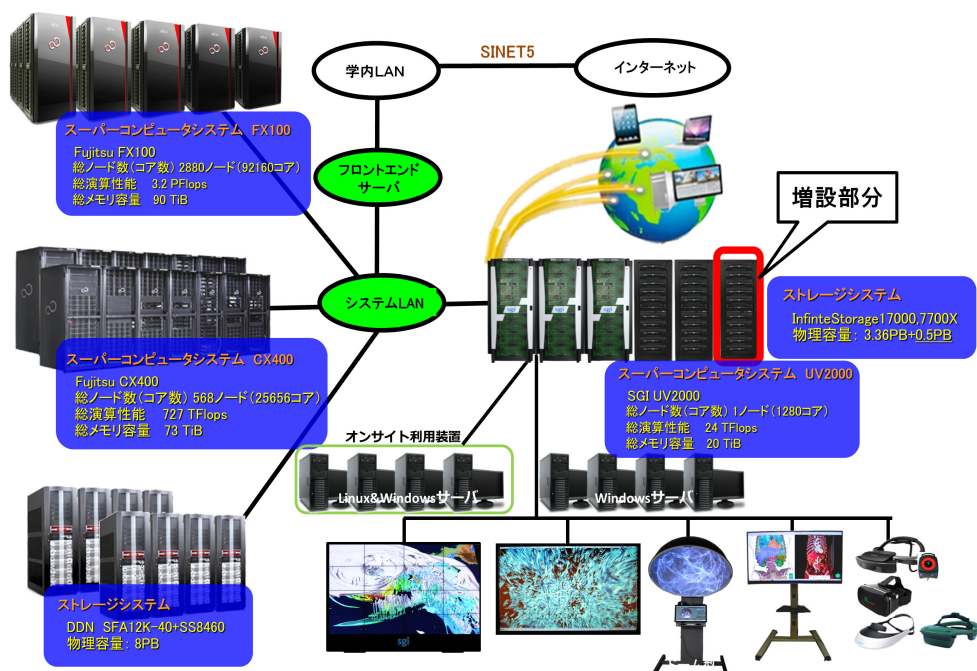 学内LAN
SINET5
インターネット
スーパーコンピュータシステム FX100
Fujitsu FX100
総ノード数(コア数) 2880ノード(92160コア)
総演算性能 3.2 PFlops
総メモリ容量 90 TiB
フロントエンド
サーバ
増設部分
システムLAN
sgi
sgi
sgi
ストレージシステム
InfinteStorage17000,7700X
物理容量: 3.36PB+0.5PB
スーパーコンピュータシステム CX400
Fujitsu CX400
総ノード数(コア数) 568ノード(25656コア)
総演算性能 727 TFlops
総メモリ容量 73 TiB
スーパーコンピュータシステム UV2000
SGI UV2000
総ノード数(コア数) 1ノード(1280コア)
総演算性能 24 TFlops
総メモリ容量 20 TiB
オンサイト利用装置
Linux&Windowsサーバ
Windowsサーバ
ストレージシステム
DDN SFA12K-40+SS8460
物理容量: 8PB
sgi